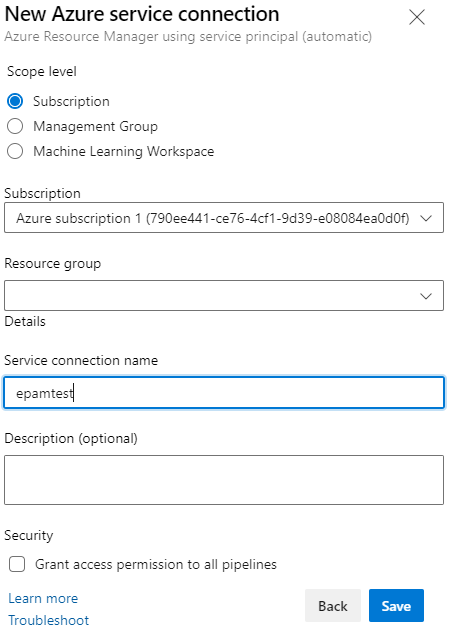 New Azure service connection
Azure Resource Manager using service principal (automatic)
Scope level
Subscription
Management Group
Machine Learning Workspace
Subscription
Azure subscription 1 (790ee441-ce76-4cf1-9d39-e08084ea0d0f)
Resource group
Details
Service connection name
epamtest
Description (optional)
Security
Grant access permission to all pipelines
Learn more
Troubleshoot
Back
Save